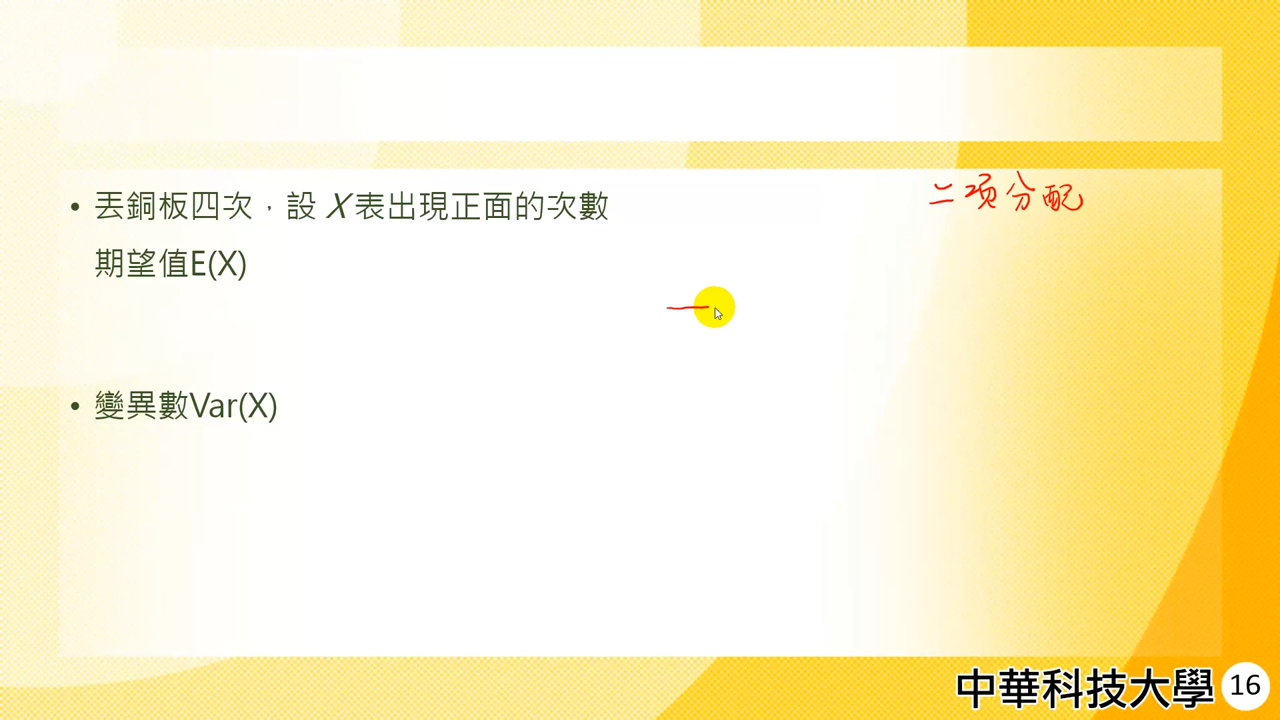 • 丟銅板四次，設 X 表出現正面的次數
二项分配
期望值E(X)
• 變異數Var(X)
中華科技大學 16